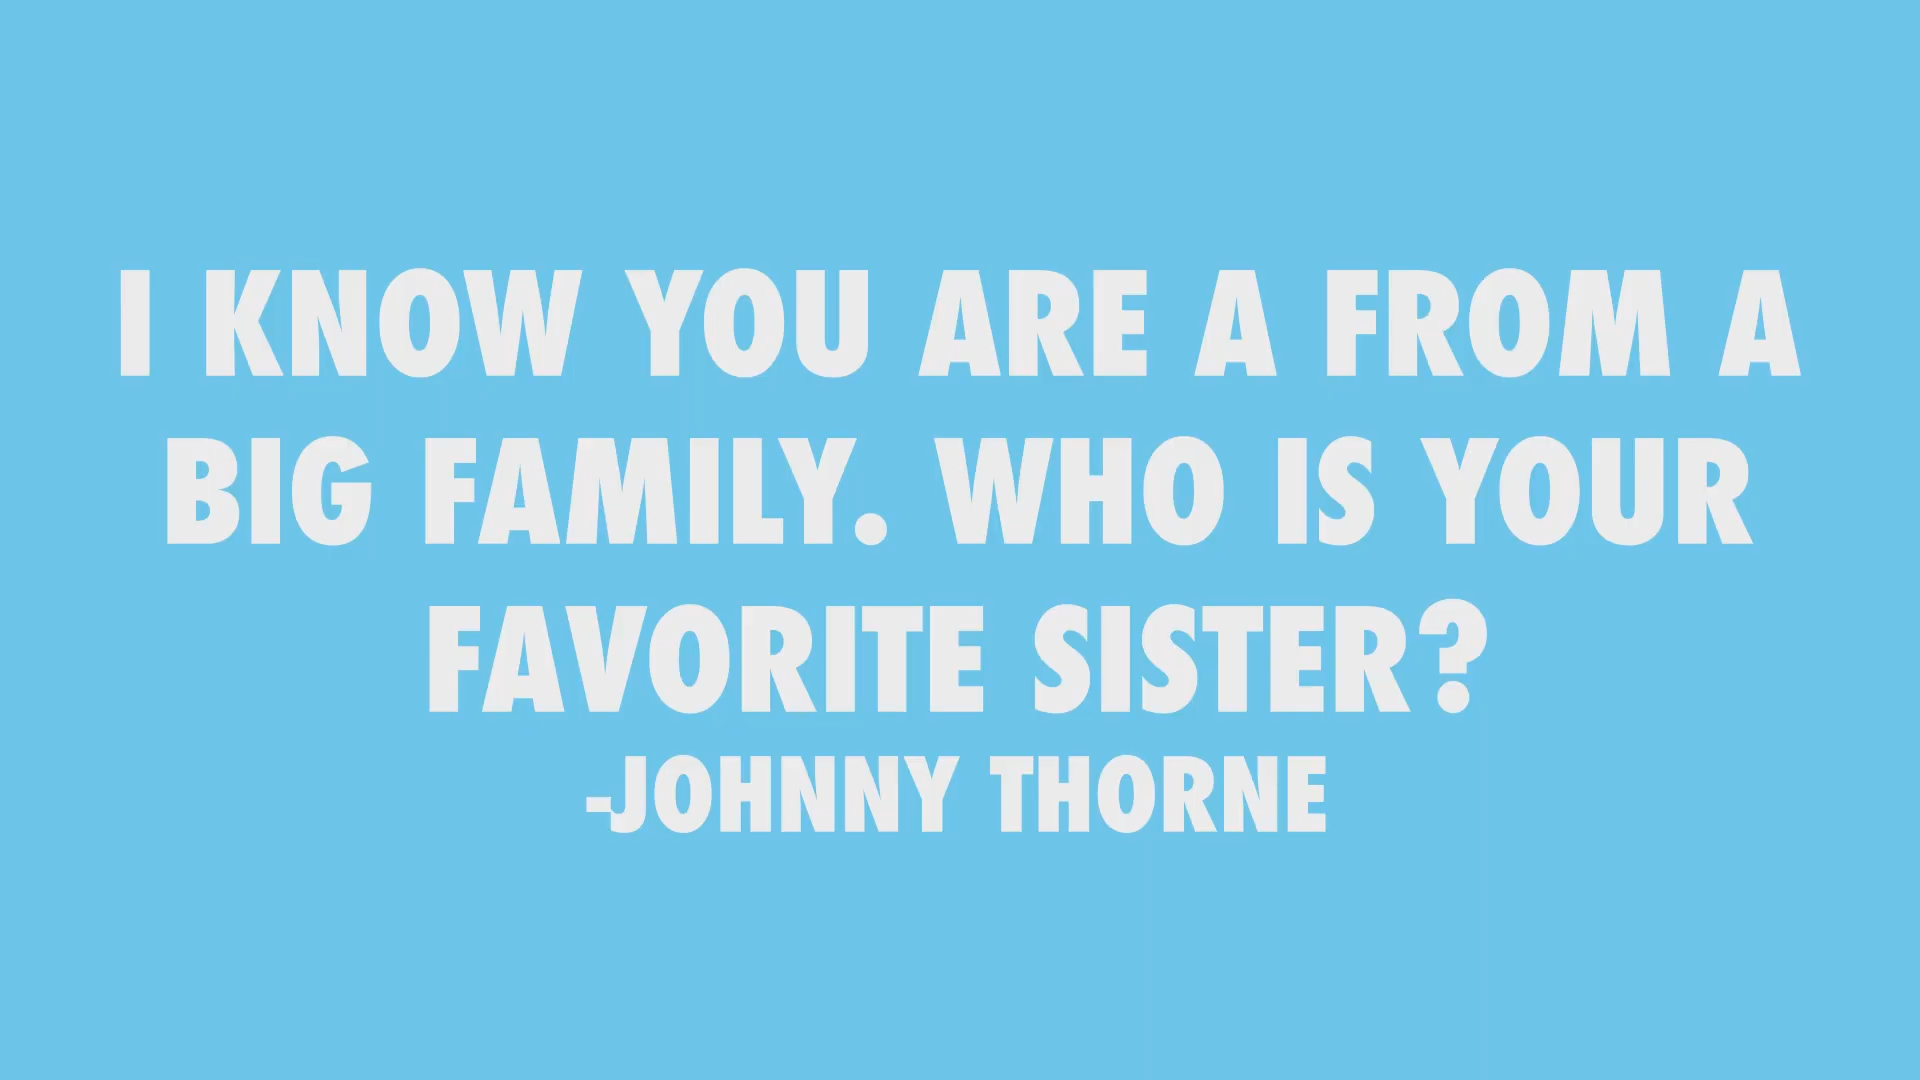 I KNOW YOU ARE A FROM A
BIG FAMILY. WHO IS YOUR
FAVORITE SISTER?
-JOHNNY THORNE